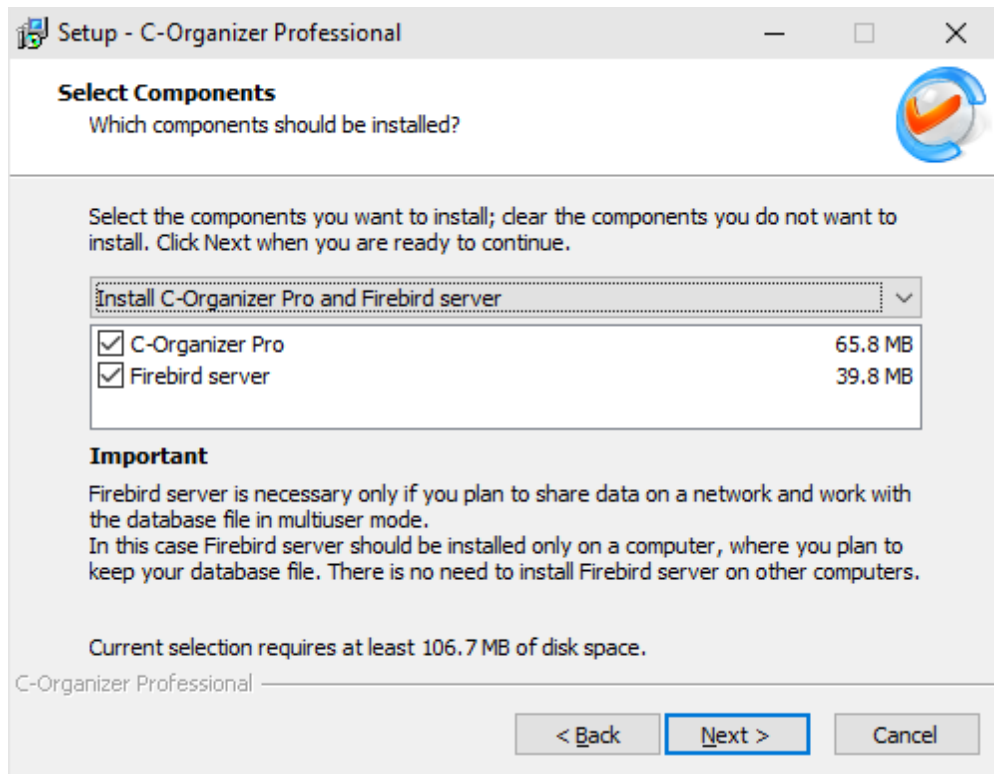 Setup - C-Organizer Professional
Select Components
Which components should be installed?
Select the components you want to install; clear the components you do not want to
install. Click Next when you are ready to continue.
Install C-Organizer Pro and Firebird server
C-Organizer Pro 65.8 MB
Firebird server 39.8 MB
Important
Firebird server is necessary only if you plan to share data on a network and work with
the database file in multiuser mode.
In this case Firebird server should be installed only on a computer, where you plan to
keep your database file. There is no need to install Firebird server on other computers.
Current selection requires at least 106.7 MB of disk space.
C-Organizer Professional
< Back Next > Cancel